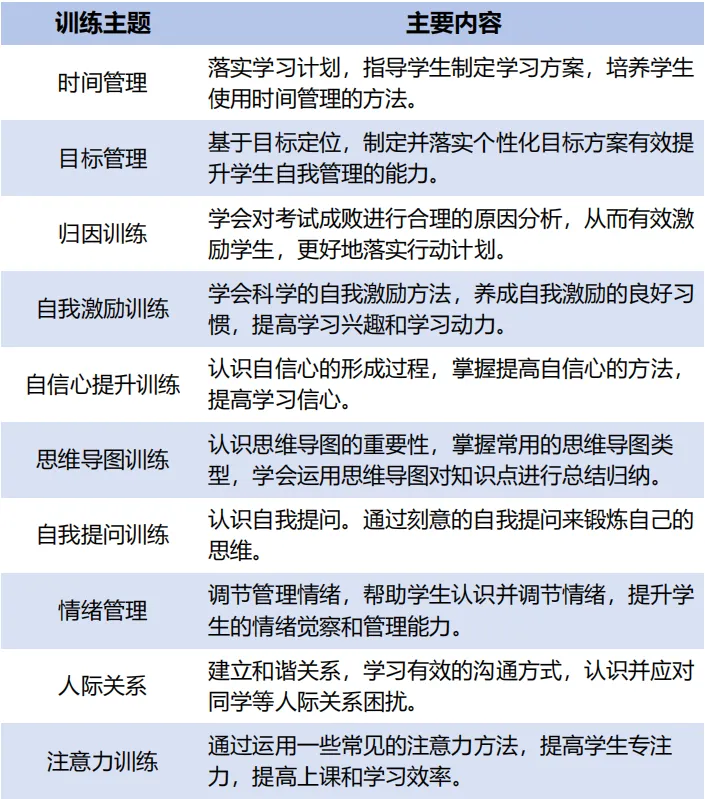 训练主题 主要内容
时间管理
落实学习计划，指导学生制定学习方案，培养学生
使用时间管理的方法。
目标管理
基于目标定位，制定并落实个性化目标方案有效提
升学生自我管理的能力。
归因训练
学会对考试成败进行合理的原因分析，从而有效激
励学生，更好地落实行动计划。
自我激励训练
学会科学的自我激励方法，养成自我激励的良好习
惯，提高学习兴趣和学习动力。
自信心提升训练
认识自信心的形成过程，掌握提高自信心的方法，
提高学习信心。
思维导图训练
认识思维导图的重要性，掌握常用的思维导图类
型，学会运用思维导图对知识点进行总结归纳。
自我提问训练
认识自我提问。通过刻意的自我提问来锻炼自己的
思维。
情绪管理
调节管理情绪，帮助学生认识并调节情绪，提升学
生的情绪觉察和管理能力。
人际关系
建立和谐关系，学习有效的沟通方式，认识并应对
同学等人际关系困扰。
注意力训练
通过运用一些常见的注意力方法，提高学生专注
力，提高上课和学习效率。